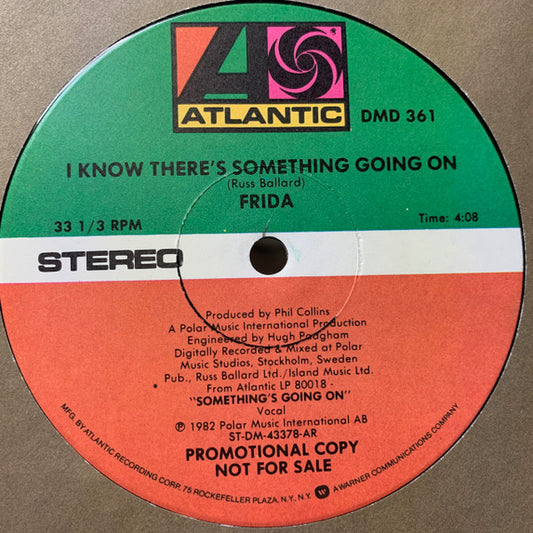 ATLANTIC
DMD 361
I KNOW THERE'S SOMETHING GOING ON
(Russ Ballard)
FRIDA
33 1/3 RPM
Time: 4:08
STEREO
Produced by Phil Collins
A Polar Music International Production
Engineered by Hugh Padgham
Digitally Recorded & Mixed at Polar
Music Studios, Stockholm, Sweden
Pub., Russ Ballard Ltd./Island Music Ltd.
From Atlantic LP 80018 -
"SOMETHING'S GOING ON"
Vocal
℗ 1982 Polar Music International AB
ST-DM-43378-AR
PROMOTIONAL COPY
NOT FOR SALE
MFG. BY ATLANTIC RECORDING CORP. 75 ROCKEFELLER PLAZA, N.Y., N.Y. W A WARNER COMMUNICATIONS COMPANY